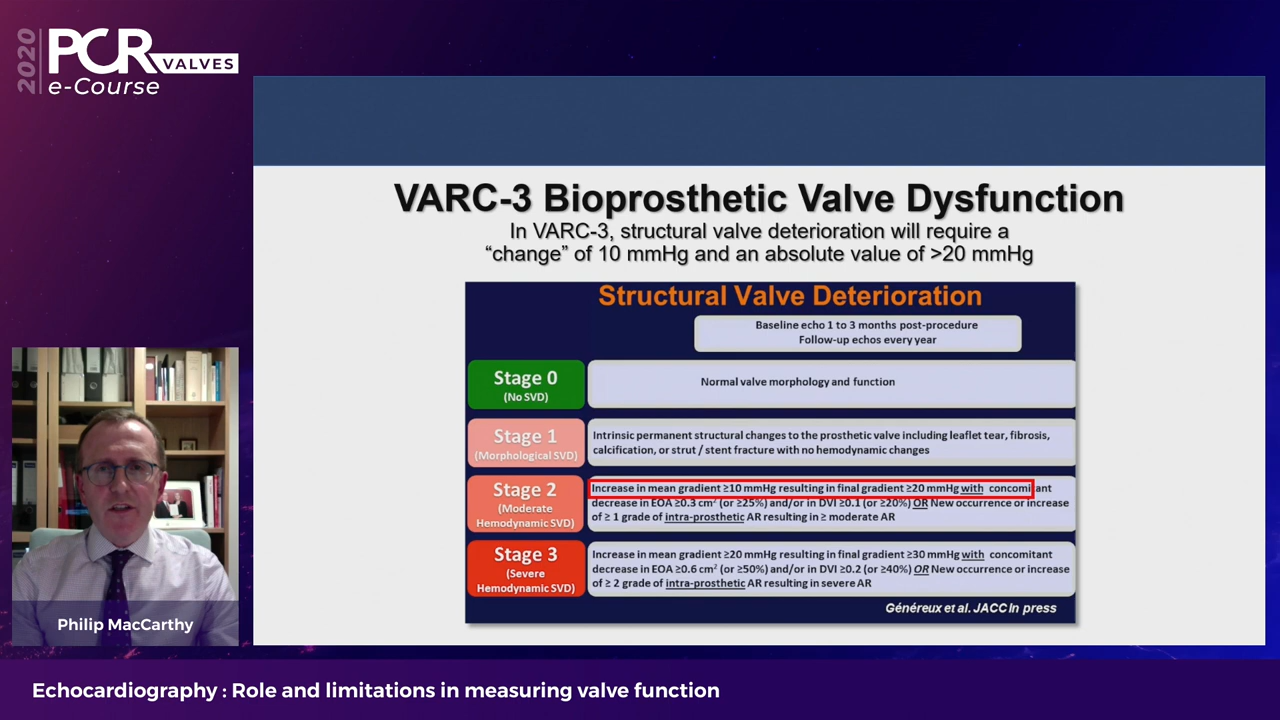 2020
PCR VALVES
e-Course
VARC-3 Bioprosthetic Valve Dysfunction
In VARC-3, structural valve deterioration will require a
“change” of 10 mmHg and an absolute value of >20 mmHg
Structural Valve Deterioration
Baseline echo 1 to 3 months post-procedure
Follow-up echos every year
Stage 0
(No SVD)
Normal valve morphology and function
Stage 1
(Morphological SVD)
Intrinsic permanent structural changes to the prosthetic valve including leaflet tear, fibrosis,
calcification, or strut / stent fracture with no hemodynamic changes
Stage 2
(Moderate
Hemodynamic SVD)
Increase in mean gradient ≥10 mmHg resulting in final gradient ≥20 mmHg with concomitant
decrease in EOA ≥0.3 cm² (or ≥25%) and/or in DVI ≥0.1 (or ≥20%) OR New occurrence or increase
of ≥ 1 grade of intra-prosthetic AR resulting in ≥ moderate AR
Stage 3
(Severe
Hemodynamic SVD)
Increase in mean gradient ≥20 mmHg resulting in final gradient ≥30 mmHg with concomitant
decrease in EOA ≥0.6 cm² (or ≥50%) and/or in DVI ≥0.2 (or ≥40%) OR New occurrence or increase
of ≥ 2 grade of intra-prosthetic AR resulting in severe AR
Généreux et al. JACC In press
Philip MacCarthy
Echocardiography : Role and limitations in measuring valve function